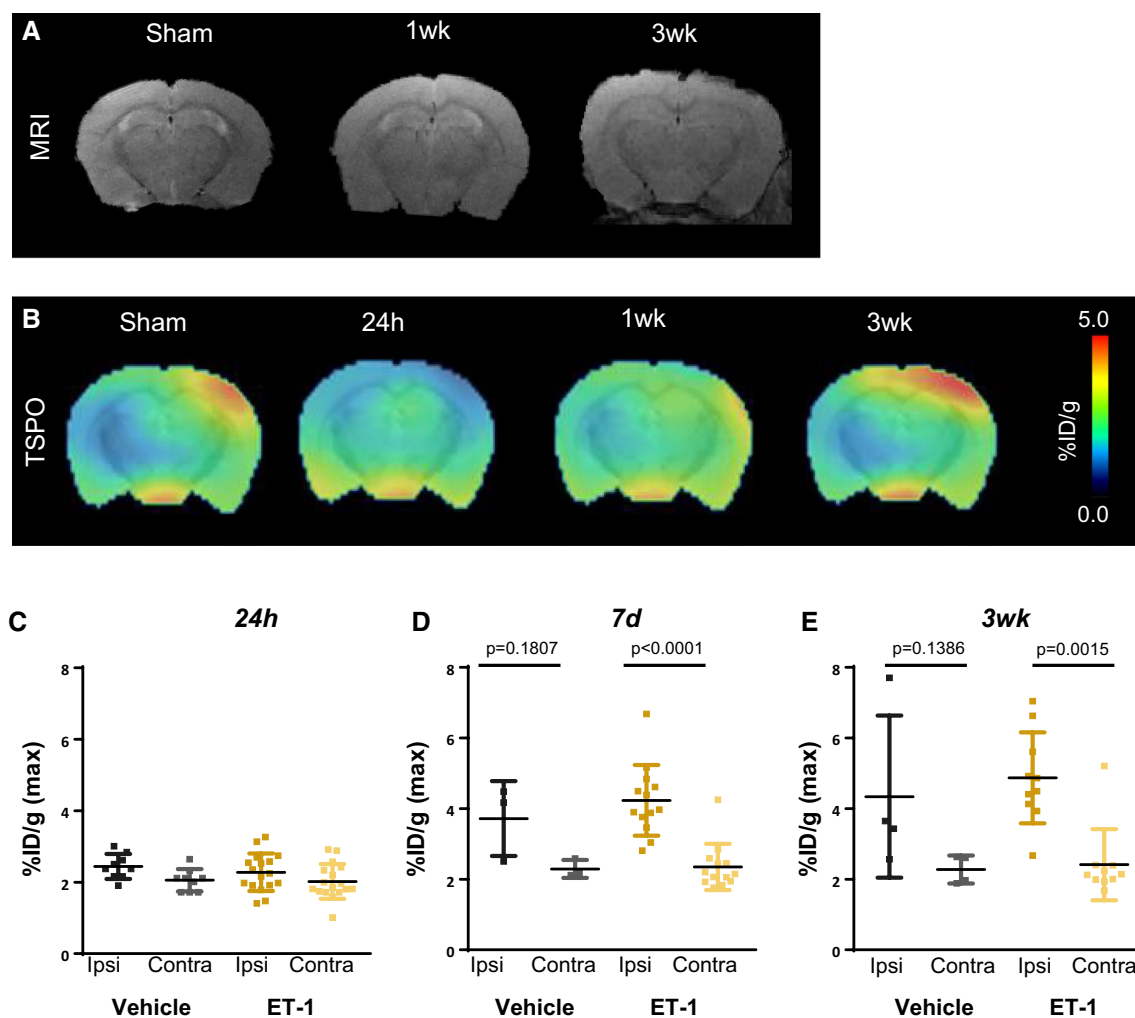 A
Sham 1wk 3wk
MRI
B
Sham 24h 1wk 3wk
TSPO
5.0
%ID/g
0.0
C 24h
%ID/g (max)
8
6
4
2
0
Ipsi Contra Ipsi Contra
Vehicle ET-1
D 7d
p=0.1807 p<0.0001
%ID/g (max)
8
6
4
2
0
Ipsi Contra Ipsi Contra
Vehicle ET-1
E 3wk
p=0.1386 p=0.0015
%ID/g (max)
8
6
4
2
0
Ipsi Contra Ipsi Contra
Vehicle ET-1